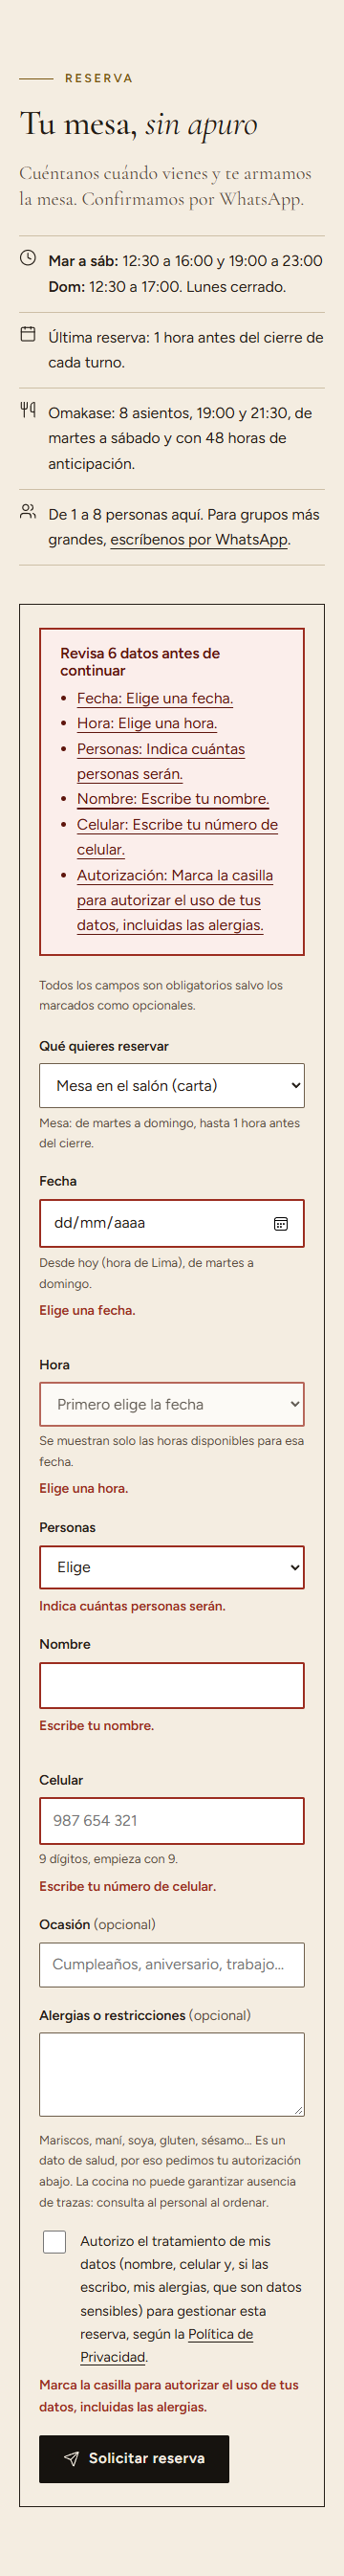 RESERVA
Tu mesa, sin apuro
Cuéntanos cuándo vienes y te armamos
la mesa. Confirmamos por WhatsApp.
Mar a sáb: 12:30 a 16:00 y 19:00 a 23:00
Dom: 12:30 a 17:00. Lunes cerrado.
Última reserva: 1 hora antes del cierre de
cada turno.
Omakase: 8 asientos, 19:00 y 21:30, de
martes a sábado y con 48 horas de
anticipación.
De 1 a 8 personas aquí. Para grupos más
grandes, escríbenos por WhatsApp.
Revisa 6 datos antes de
continuar
• Fecha: Elige una fecha.
• Hora: Elige una hora.
• Personas: Indica cuántas
personas serán.
• Nombre: Escribe tu nombre.
• Celular: Escribe tu número de
celular.
• Autorización: Marca la casilla
para autorizar el uso de tus
datos, incluidas las alergias.
Todos los campos son obligatorios salvo los
marcados como opcionales.
Qué quieres reservar
Mesa en el salón (carta)
Mesa: de martes a domingo, hasta 1 hora antes
del cierre.
Fecha
dd/mm/aaaa
Desde hoy (hora de Lima), de martes a
domingo.
Elige una fecha.
Hora
Primero elige la fecha
Se muestran solo las horas disponibles para esa
fecha.
Elige una hora.
Personas
Elige
Indica cuántas personas serán.
Nombre
Escribe tu nombre.
Celular
987 654 321
9 dígitos, empieza con 9.
Escribe tu número de celular.
Ocasión (opcional)
Cumpleaños, aniversario, trabajo...
Alergias o restricciones (opcional)
Mariscos, maní, soya, gluten, sésamo... Es un
dato de salud, por eso pedimos tu autorización
abajo. La cocina no puede garantizar ausencia
de trazas: consulta al personal al ordenar.
Autorizo el tratamiento de mis
datos (nombre, celular y, si las
escribo, mis alergias, que son datos
sensibles) para gestionar esta
reserva, según la Política de
Privacidad.
Marca la casilla para autorizar el uso de tus
datos, incluidas las alergias.
Solicitar reserva